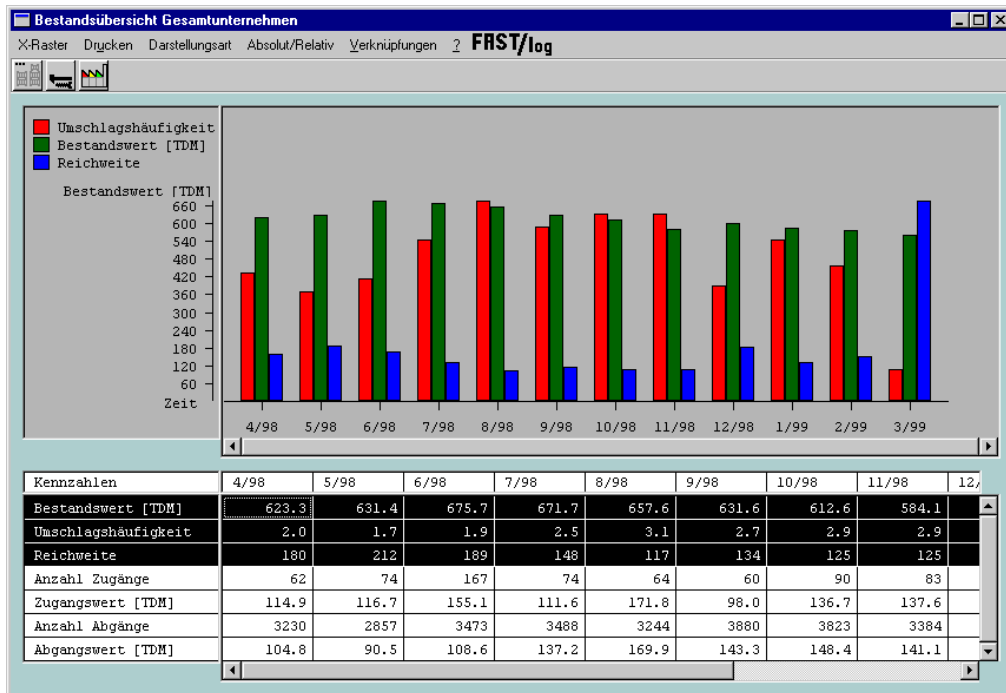 Bestandsübersicht Gesamtunternehmen
X-Raster Drucken Darstellungsart Absolut/Relativ Verknüpfungen ? FAST/log
Umschlagshäufigkeit
Bestandswert [TDM]
Reichweite
Bestandswert [TDM]
660
600
540
480
420
360
300
240
180
120
60
Zeit
4/98 5/98 6/98 7/98 8/98 9/98 10/98 11/98 12/98 1/99 2/99 3/99
Kennzahlen 4/98 5/98 6/98 7/98 8/98 9/98 10/98 11/98 12/
Bestandswert [TDM] 623.3 631.4 675.7 671.7 657.6 631.6 612.6 584.1
Umschlagshäufigkeit 2.0 1.7 1.9 2.5 3.1 2.7 2.9 2.9
Reichweite 180 212 189 148 117 134 125 125
Anzahl Zugänge 62 74 167 74 64 60 90 83
Zugangswert [TDM] 114.9 116.7 155.1 111.6 171.8 98.0 136.7 137.6
Anzahl Abgänge 3230 2857 3473 3488 3244 3880 3823 3384
Abgangswert [TDM] 104.8 90.5 108.6 137.2 169.9 143.3 148.4 141.1